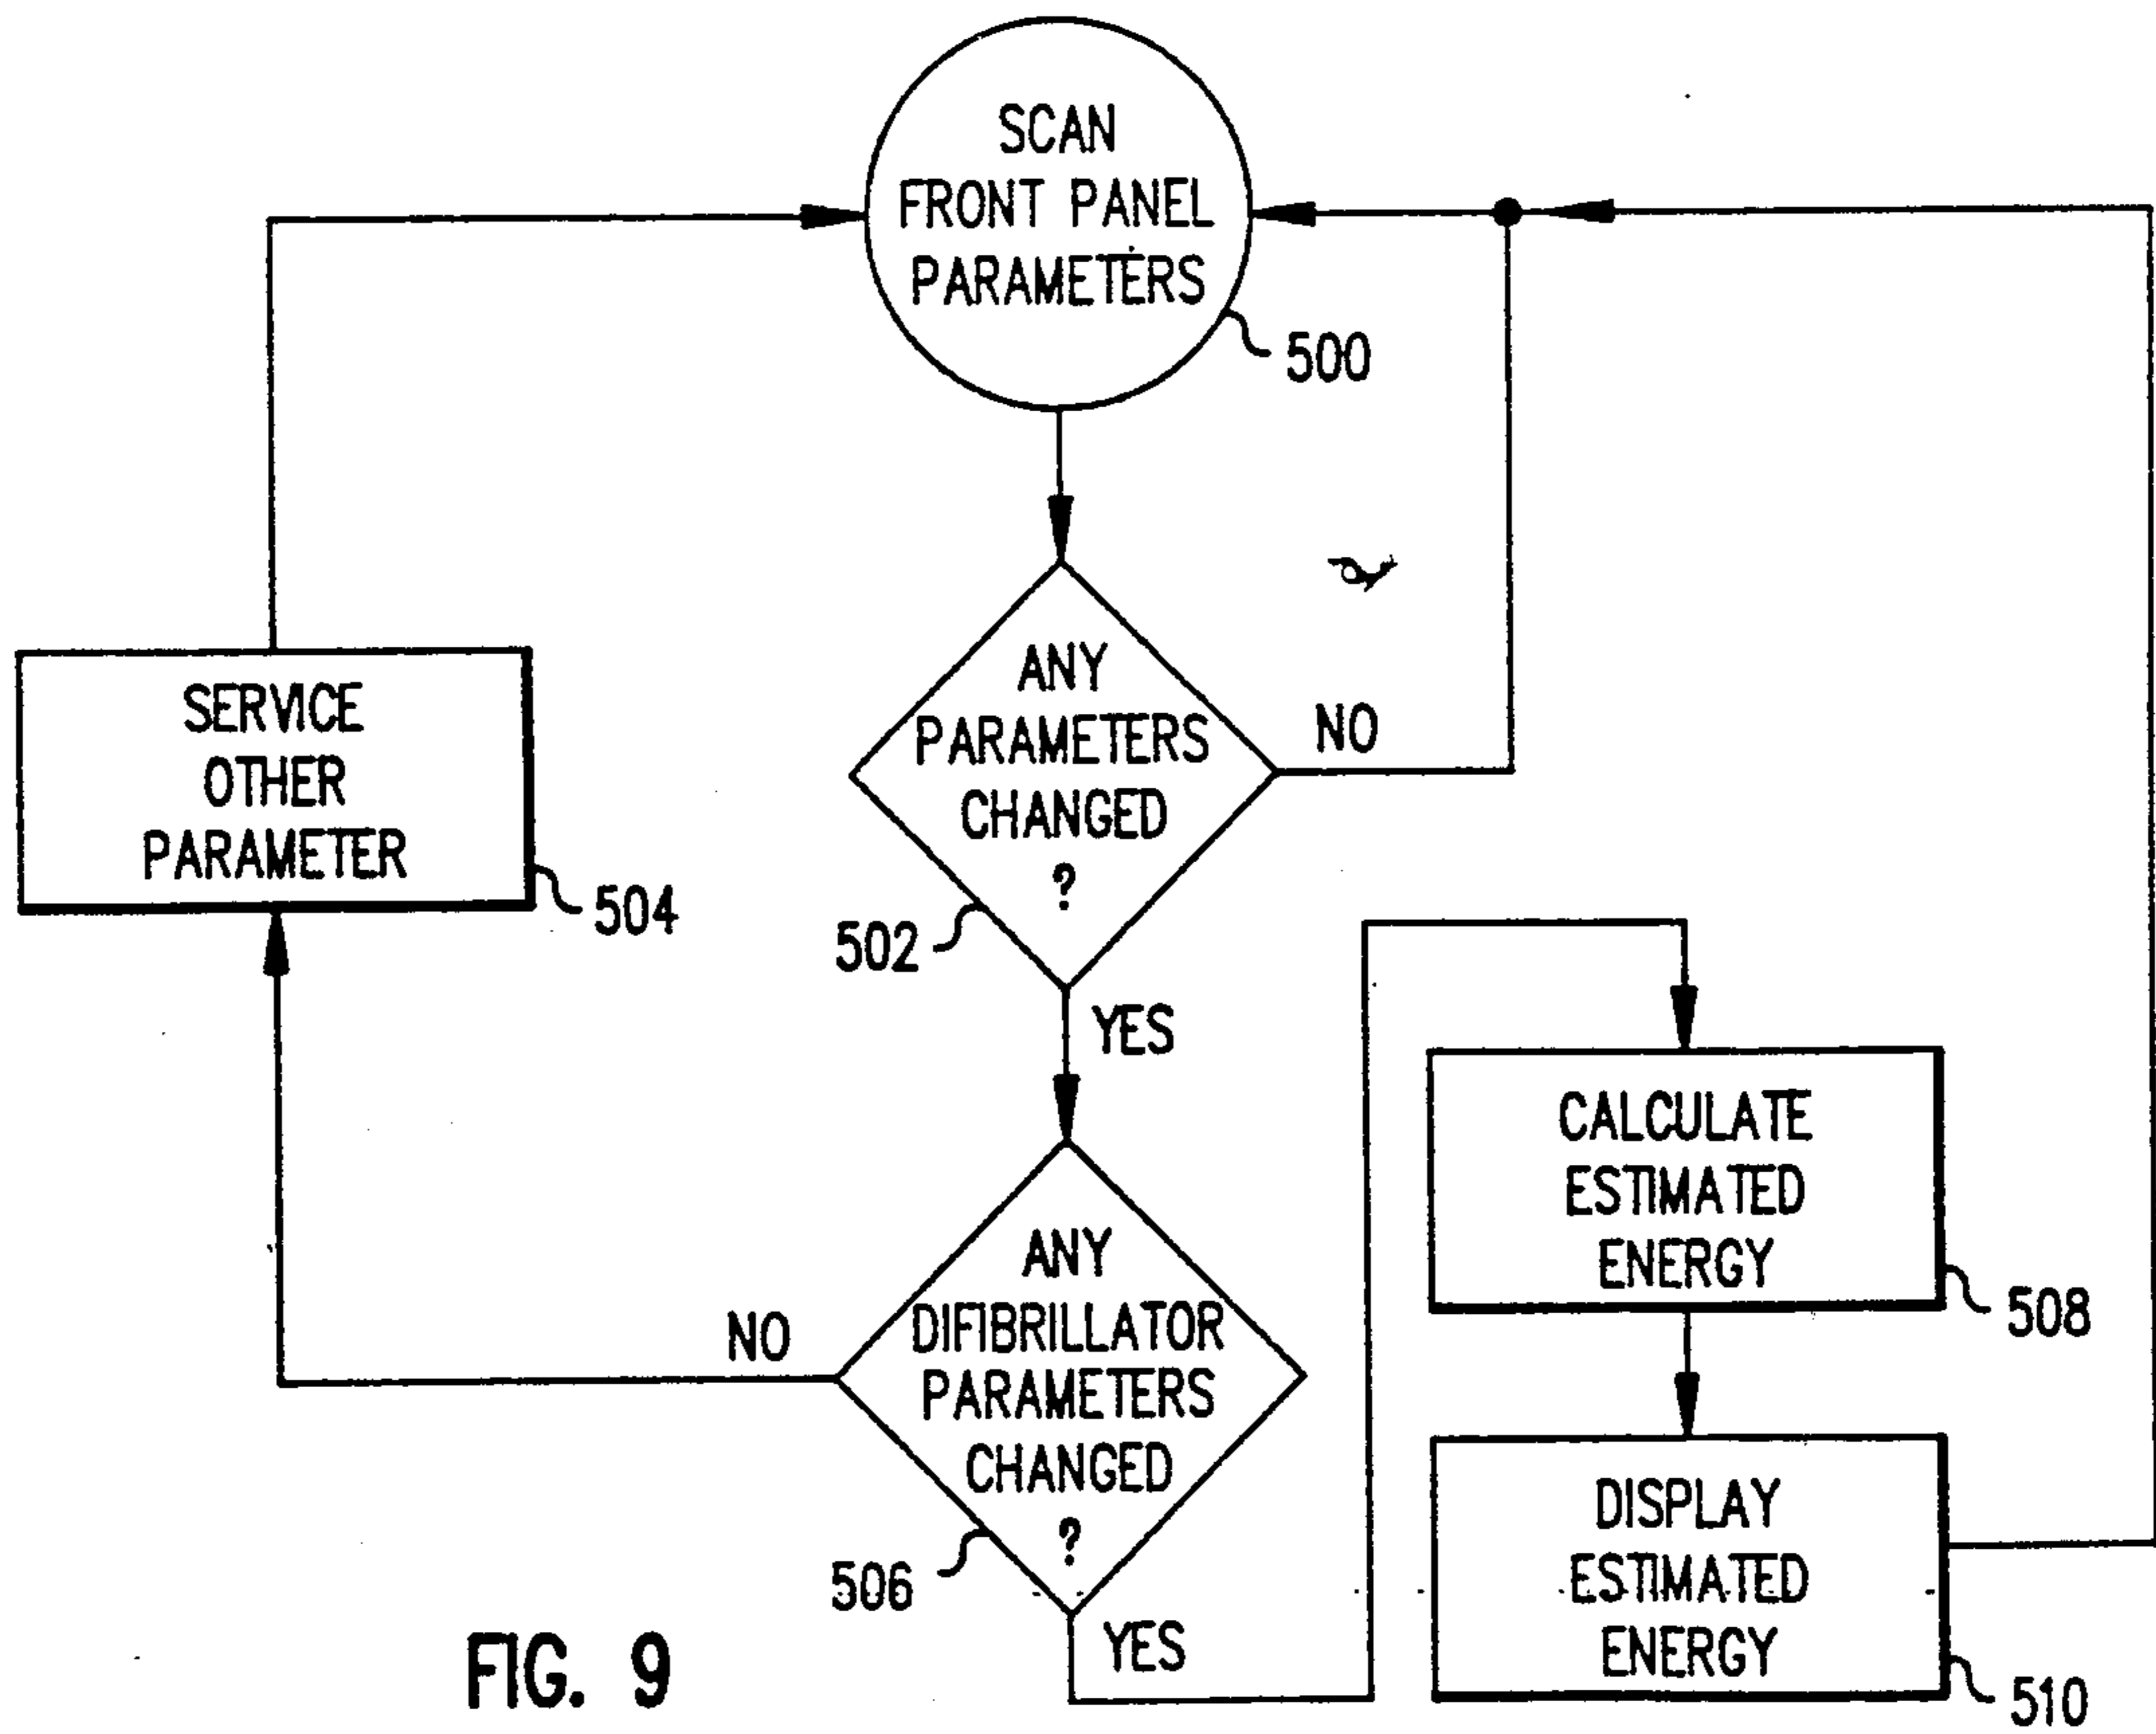 SCAN
FRONT PANEL
PARAMETERS
500
ANY
PARAMETERS
CHANGED
?
502
NO
YES
SERVICE
OTHER
PARAMETER
504
ANY
DIFIBRILLATOR
PARAMETERS
CHANGED
?
506
NO
YES
CALCULATE
ESTIMATED
ENERGY
508
DISPLAY
ESTIMATED
ENERGY
510
FIG. 9